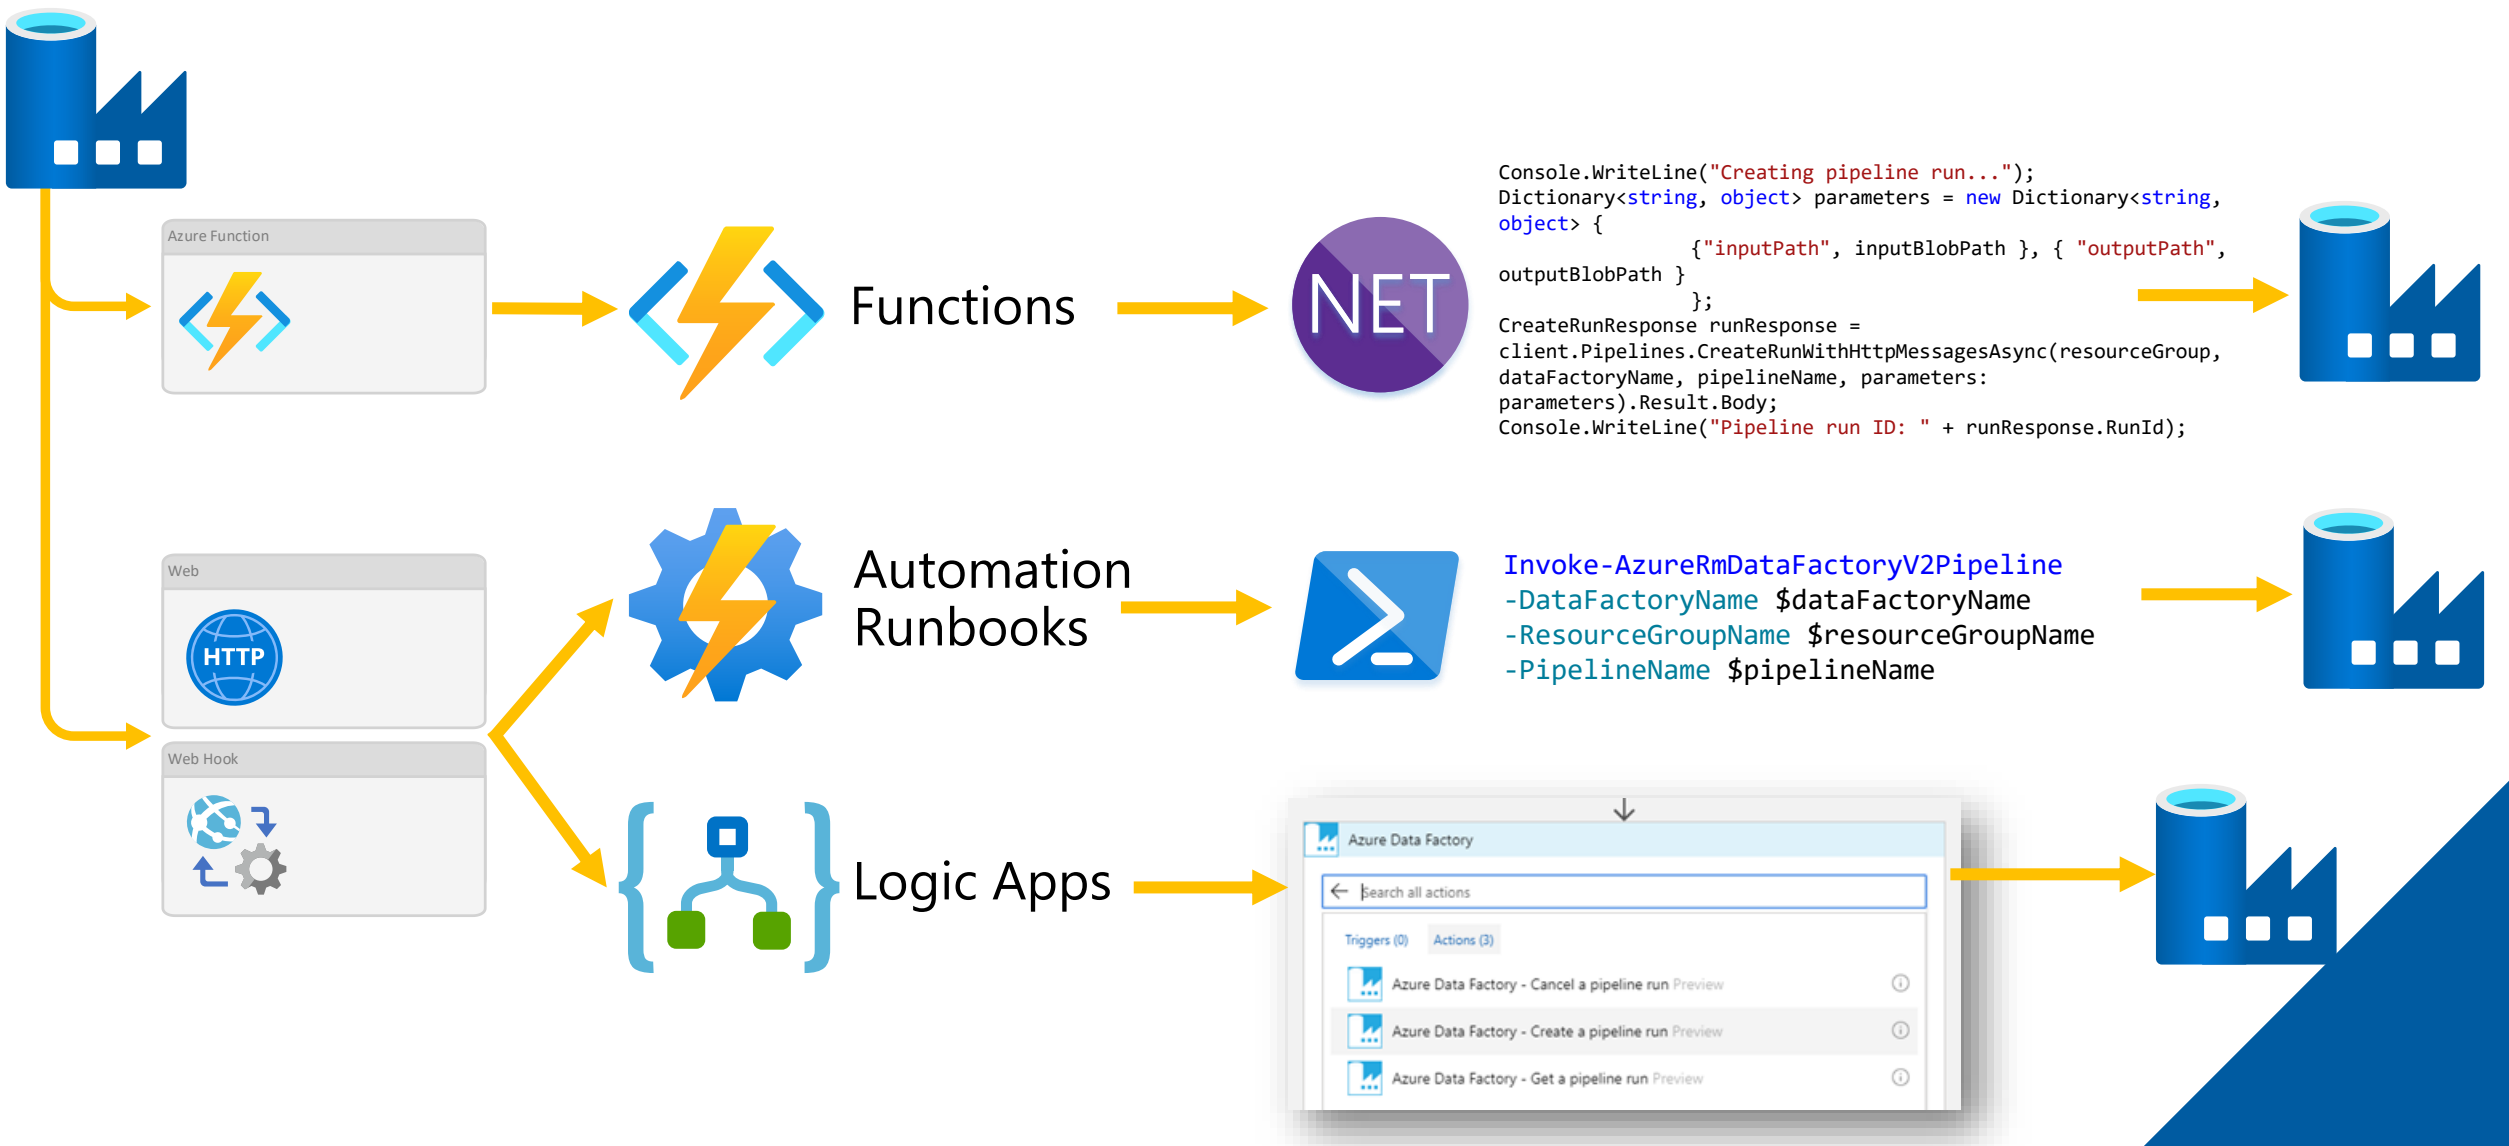 Azure Function
Functions
NET
Console.WriteLine("Creating pipeline run...");
Dictionary<string, object> parameters = new Dictionary<string,
object> {
{"inputPath", inputBlobPath }, { "outputPath",
outputBlobPath }
};
CreateRunResponse runResponse =
client.Pipelines.CreateRunWithHttpMessagesAsync(resourceGroup,
dataFactoryName, pipelineName, parameters:
parameters).Result.Body;
Console.WriteLine("Pipeline run ID: " + runResponse.RunId);
Web
HTTP
Automation
Runbooks
Invoke-AzureRmDataFactoryV2Pipeline
-DataFactoryName $dataFactoryName
-ResourceGroupName $resourceGroupName
-PipelineName $pipelineName
Web Hook
Logic Apps
Azure Data Factory
Search all actions
Triggers (0) Actions (3)
Azure Data Factory - Cancel a pipeline run Preview
Azure Data Factory - Create a pipeline run Preview
Azure Data Factory - Get a pipeline run Preview